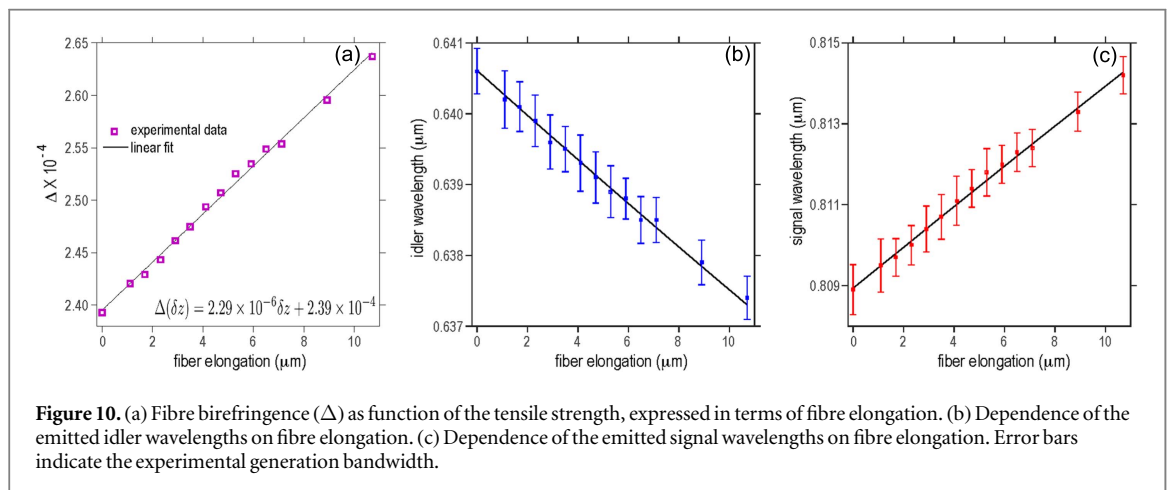 (a)
2.65
2.60
2.55
2.50
2.45
2.40
Δ X 10⁻⁴
experimental data
linear fit
Δ(δz) = 2.29 × 10⁻⁶δz + 2.39 × 10⁻⁴
0 2 4 6 8 10
fiber elongation (μm)
(b)
0.641
0.640
0.639
0.638
0.637
idler wavelength (μm)
0 2 4 6 8 10
fiber elongation (μm)
(c)
0.815
0.813
0.811
0.809
signal wavelength (μm)
0 2 4 6 8 10
fiber elongation (μm)
Figure 10. (a) Fibre birefringence (Δ) as function of the tensile strength, expressed in terms of fibre elongation. (b) Dependence of the
emitted idler wavelengths on fibre elongation. (c) Dependence of the emitted signal wavelengths on fibre elongation. Error bars
indicate the experimental generation bandwidth.